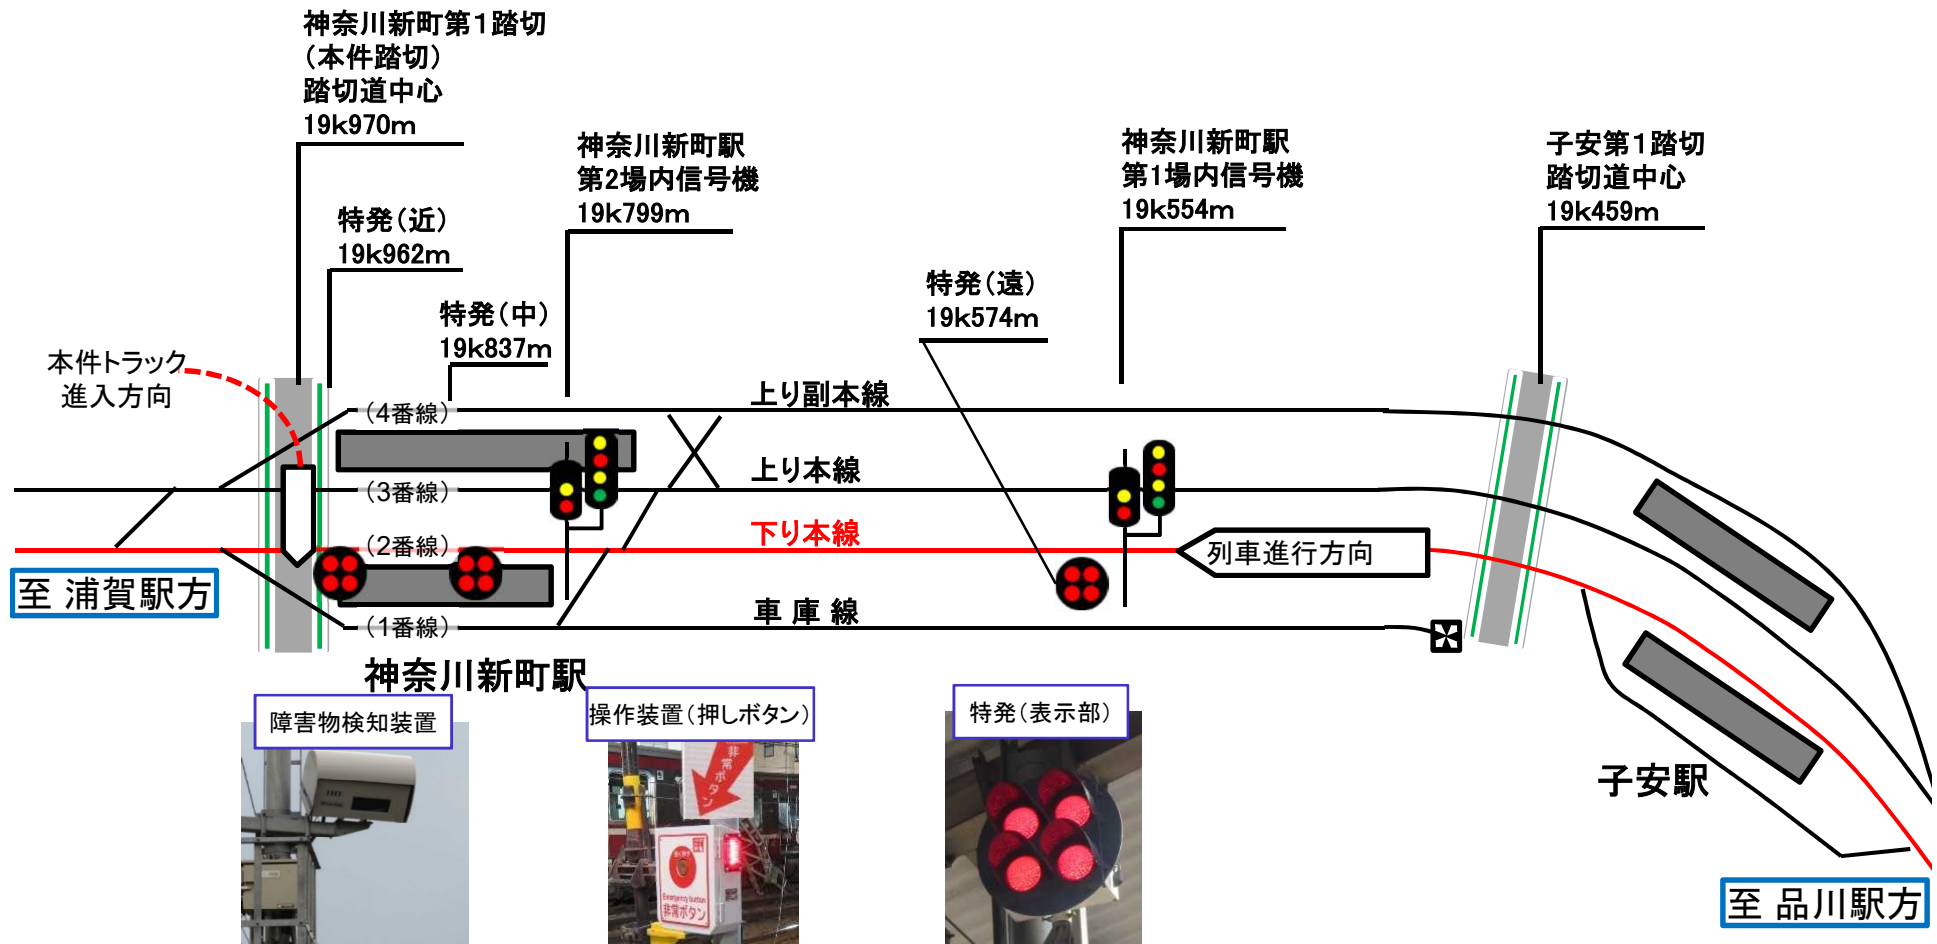 神奈川新町第1踏切
(本件踏切)
踏切道中心
19k970m
神奈川新町駅
第2場内信号機
19k799m
神奈川新町駅
第1場内信号機
19k554m
子安第1踏切
踏切道中心
19k459m
特発(近)
19k962m
特発(中)
19k837m
特発(遠)
19k574m
本件トラック
進入方向
(4番線)
上り副本線
(3番線)
上り本線
(2番線)
下り本線
列車進行方向
至 浦賀駅方
(1番線)
車庫線
神奈川新町駅
子安駅
至 品川駅方
障害物検知装置
操作装置(押しボタン)
特発(表示部)
非常ボタン
Emergency button
非常ボタン